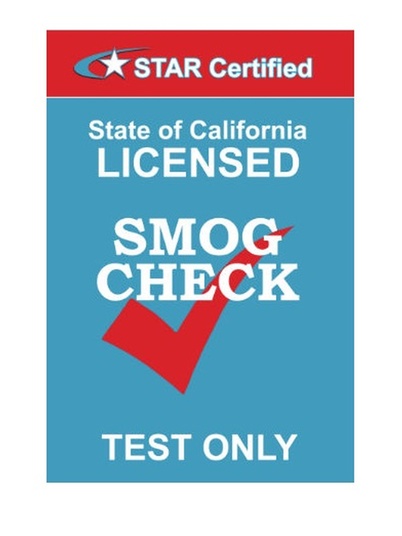 STAR Certified
State of California
LICENSED
SMOG
CHECK
TEST ONLY